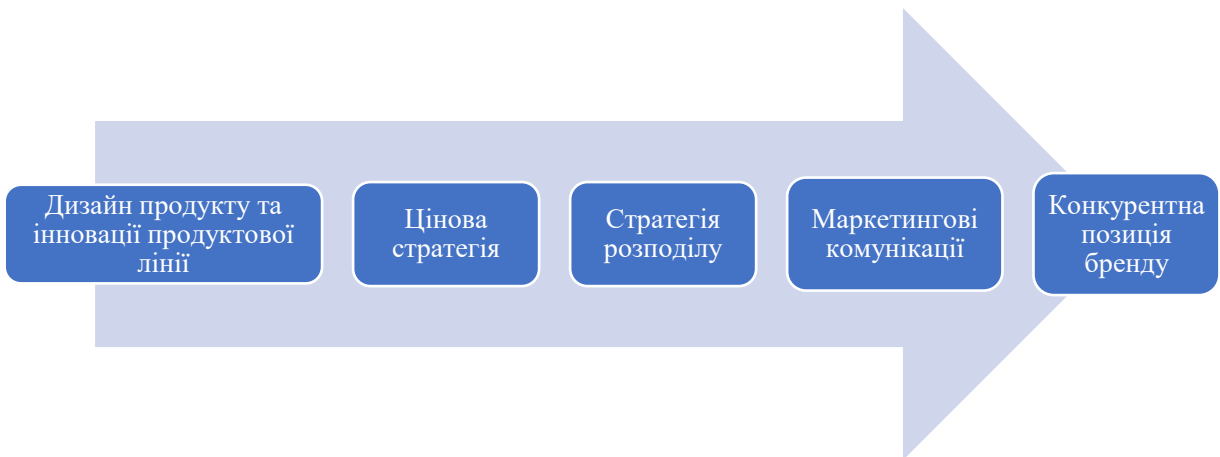 Дизайн продукту та
інновації продуктової
лінії
Цінова
стратегія
Стратегія
розподілу
Маркетингові
комунікації
Конкурентна
позиція
бренду